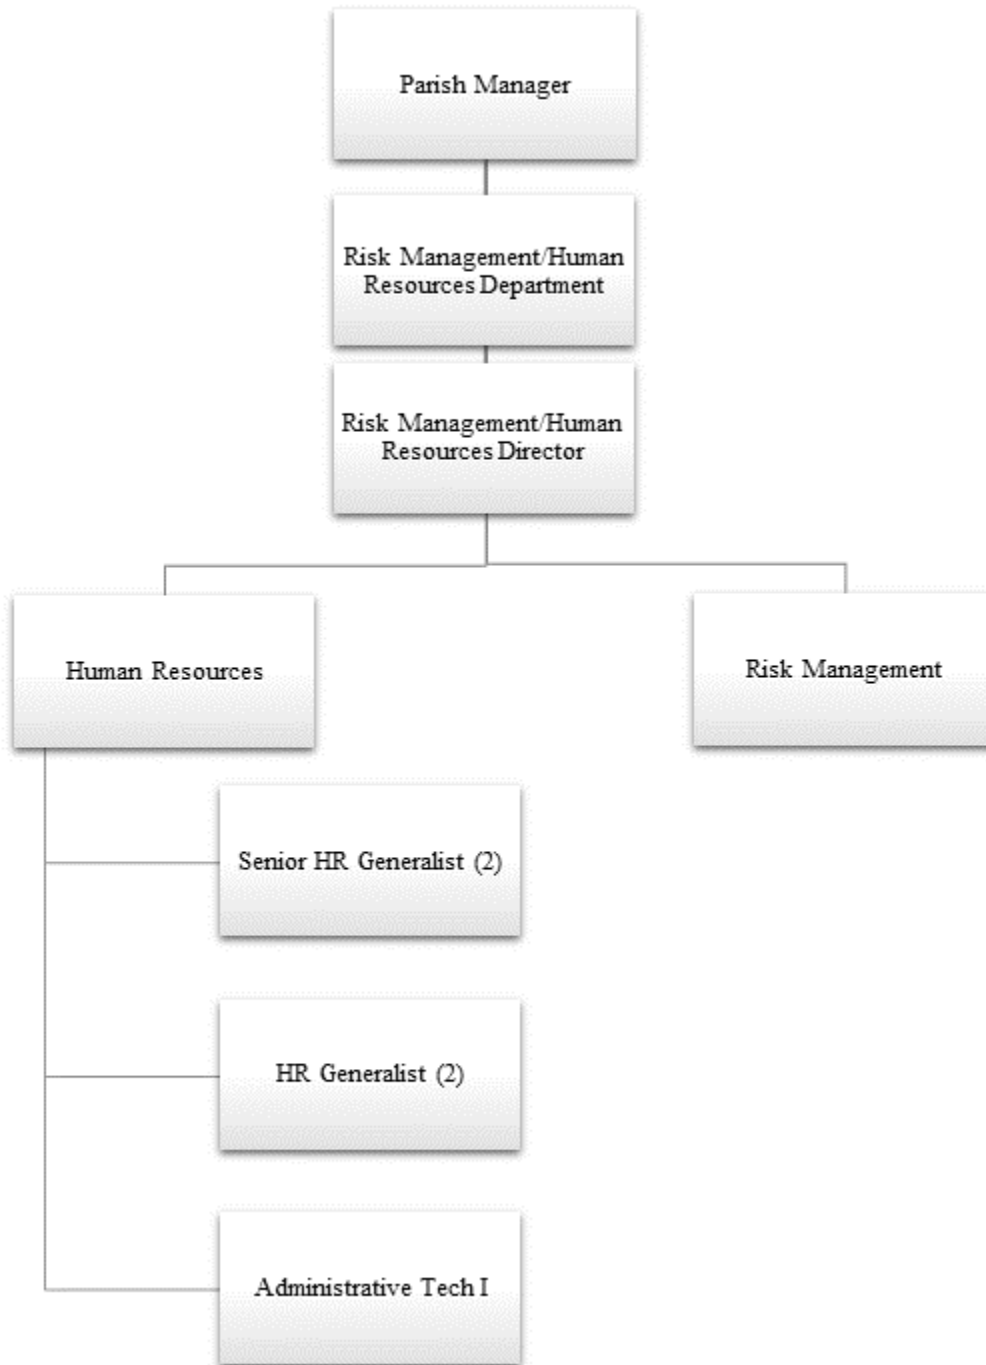 Parish Manager
Risk Management/Human
Resources Department
Risk Management/Human
Resources Director
Human Resources
Risk Management
Senior HR Generalist (2)
HR Generalist (2)
Administrative Tech I